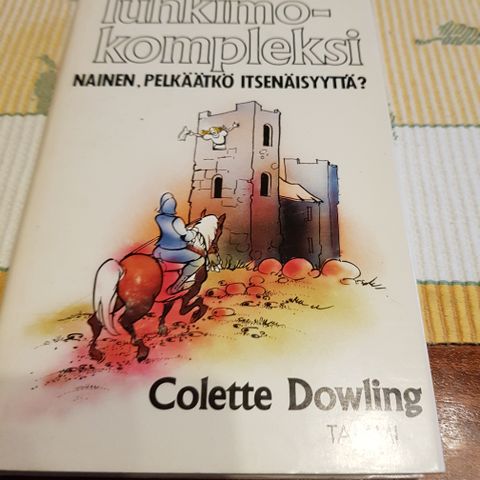 Tuhkimo-
kompleksi
NAINEN, PELKÄÄTKÖ ITSENÄISYYTTÄ?
Colette Dowling